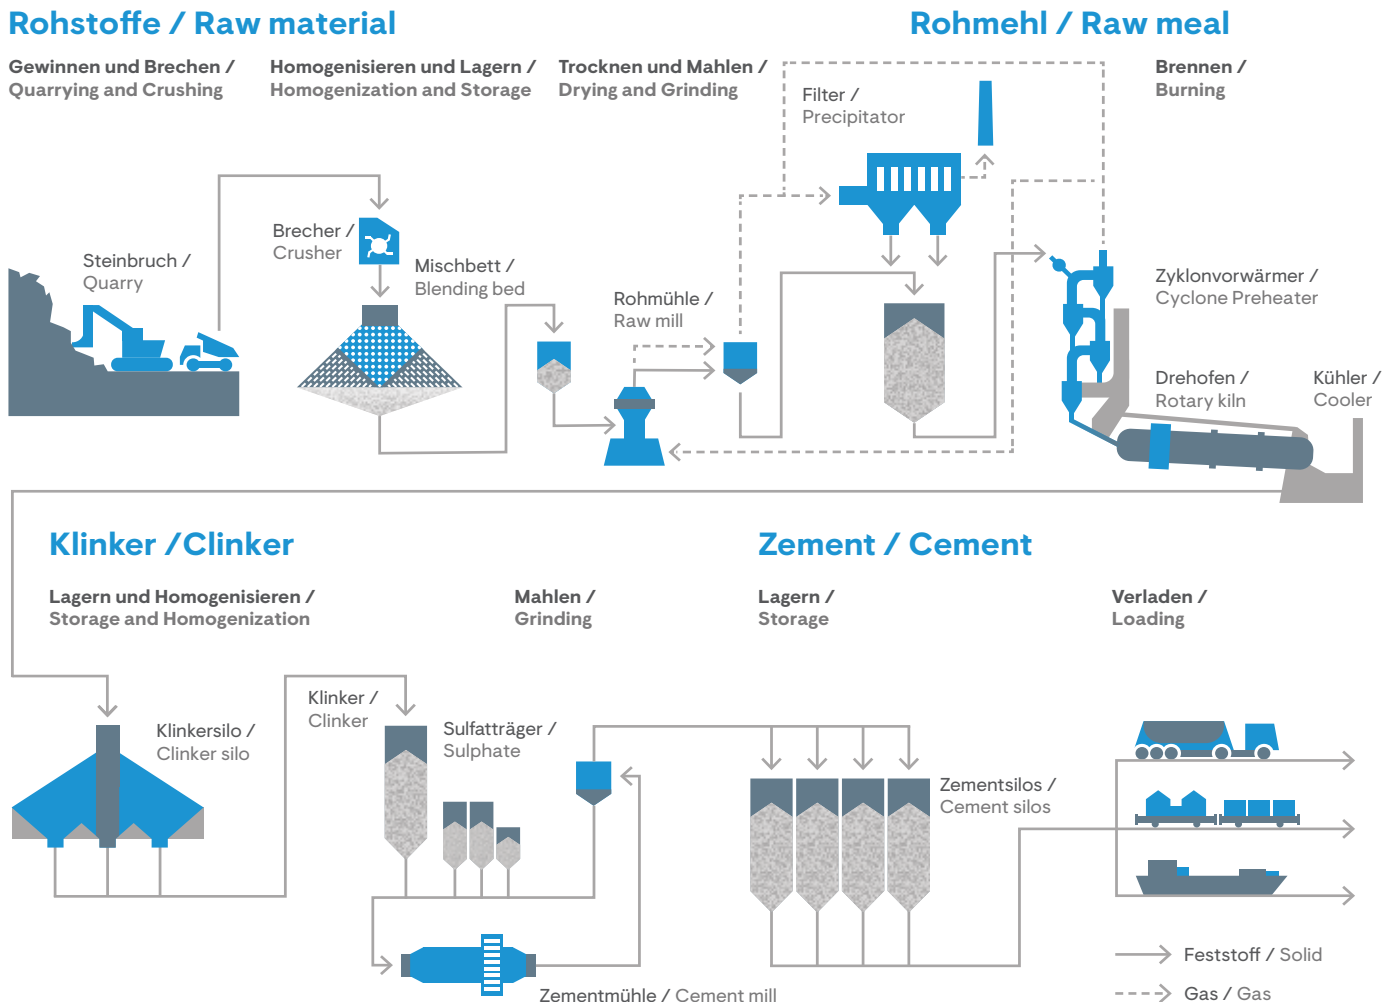 Rohstoffe / Raw material
Rohmehl / Raw meal
Gewinnen und Brechen /
Quarrying and Crushing
Homogenisieren und Lagern /
Homogenization and Storage
Trocknen und Mahlen /
Drying and Grinding
Brennen /
Burning
Filter /
Precipitator
Steinbruch /
Quarry
Brecher /
Crusher
Mischbett /
Blending bed
Rohmühle /
Raw mill
Zyklonvorwärmer /
Cyclone Preheater
Drehofen /
Rotary kiln
Kühler /
Cooler
Klinker /Clinker
Zement / Cement
Lagern und Homogenisieren /
Storage and Homogenization
Mahlen /
Grinding
Lagern /
Storage
Verladen /
Loading
Klinkersilo /
Clinker silo
Klinker /
Clinker
Sulfatträger /
Sulphate
Zementsilos /
Cement silos
Zementmühle / Cement mill
Feststoff / Solid
Gas / Gas